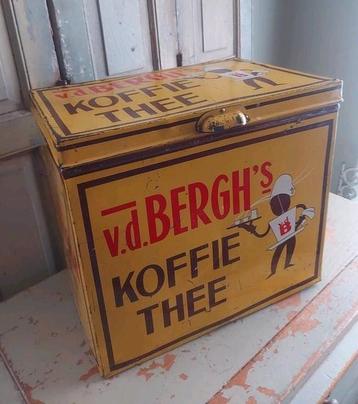 v.d. BERGH's
KOFFIE
THEE
v.d. BERGH's
KOFFIE
THEE
B